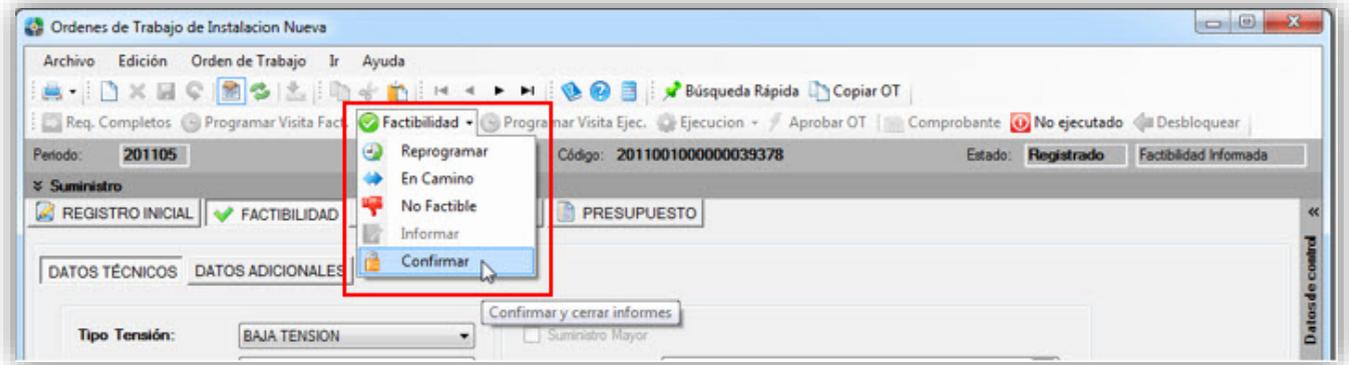 Ordenes de Trabajo de Instalacion Nueva
Archivo Edición Orden de Trabajo Ir Ayuda
Búsqueda Rápida Copiar OT
Req. Completos Programar Visita Fact. Factibilidad Programar Visita Ejec. Ejecucion Aprobar OT Comprobante No ejecutado Desbloquear
Periodo: 201105 Código: 2011001000000039378 Estado: Registrado Factibilidad Informada
Reprogramar
En Camino
No Factible
Informar
Confirmar
Confirmar y cerrar informes
Suministro
REGISTRO INICIAL FACTIBILIDAD PRESUPUESTO
DATOS TÉCNICOS DATOS ADICIONALES
Tipo Tensión: BAJA TENSION Suministro Mayor
Datos de control